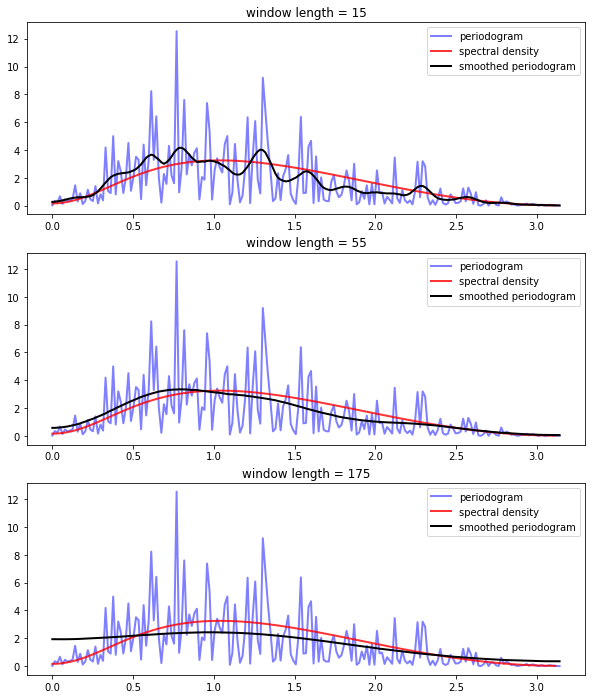 window length = 15
12
10
8
6
4
2
0
periodogram
spectral density
smoothed periodogram
0.0 0.5 1.0 1.5 2.0 2.5 3.0
window length = 55
12
10
8
6
4
2
0
periodogram
spectral density
smoothed periodogram
0.0 0.5 1.0 1.5 2.0 2.5 3.0
window length = 175
12
10
8
6
4
2
0
periodogram
spectral density
smoothed periodogram
0.0 0.5 1.0 1.5 2.0 2.5 3.0